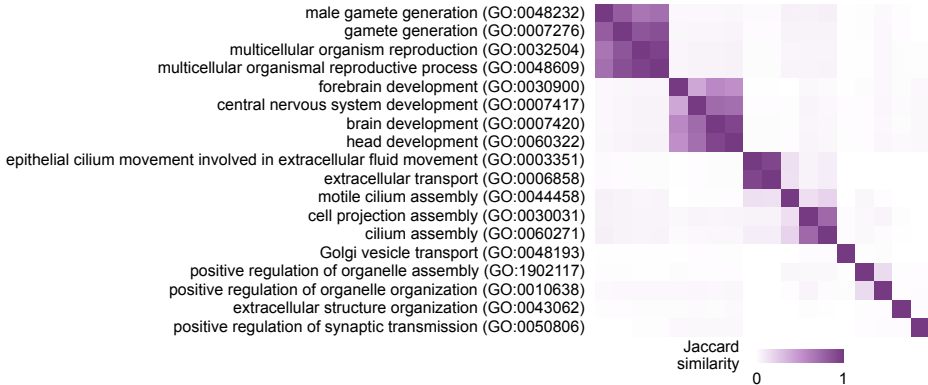 male gamete generation (GO:0048232)
gamete generation (GO:0007276)
multicellular organism reproduction (GO:0032504)
multicellular organismal reproductive process (GO:0048609)
forebrain development (GO:0030900)
central nervous system development (GO:0007417)
brain development (GO:0007420)
head development (GO:0060322)
epithelial cilium movement involved in extracellular fluid movement (GO:0003351)
extracellular transport (GO:0006858)
motile cilium assembly (GO:0044458)
cell projection assembly (GO:0030031)
cilium assembly (GO:0060271)
Golgi vesicle transport (GO:0048193)
positive regulation of organelle assembly (GO:1902117)
positive regulation of organelle organization (GO:0010638)
extracellular structure organization (GO:0043062)
positive regulation of synaptic transmission (GO:0050806)
Jaccard
similarity
0 1